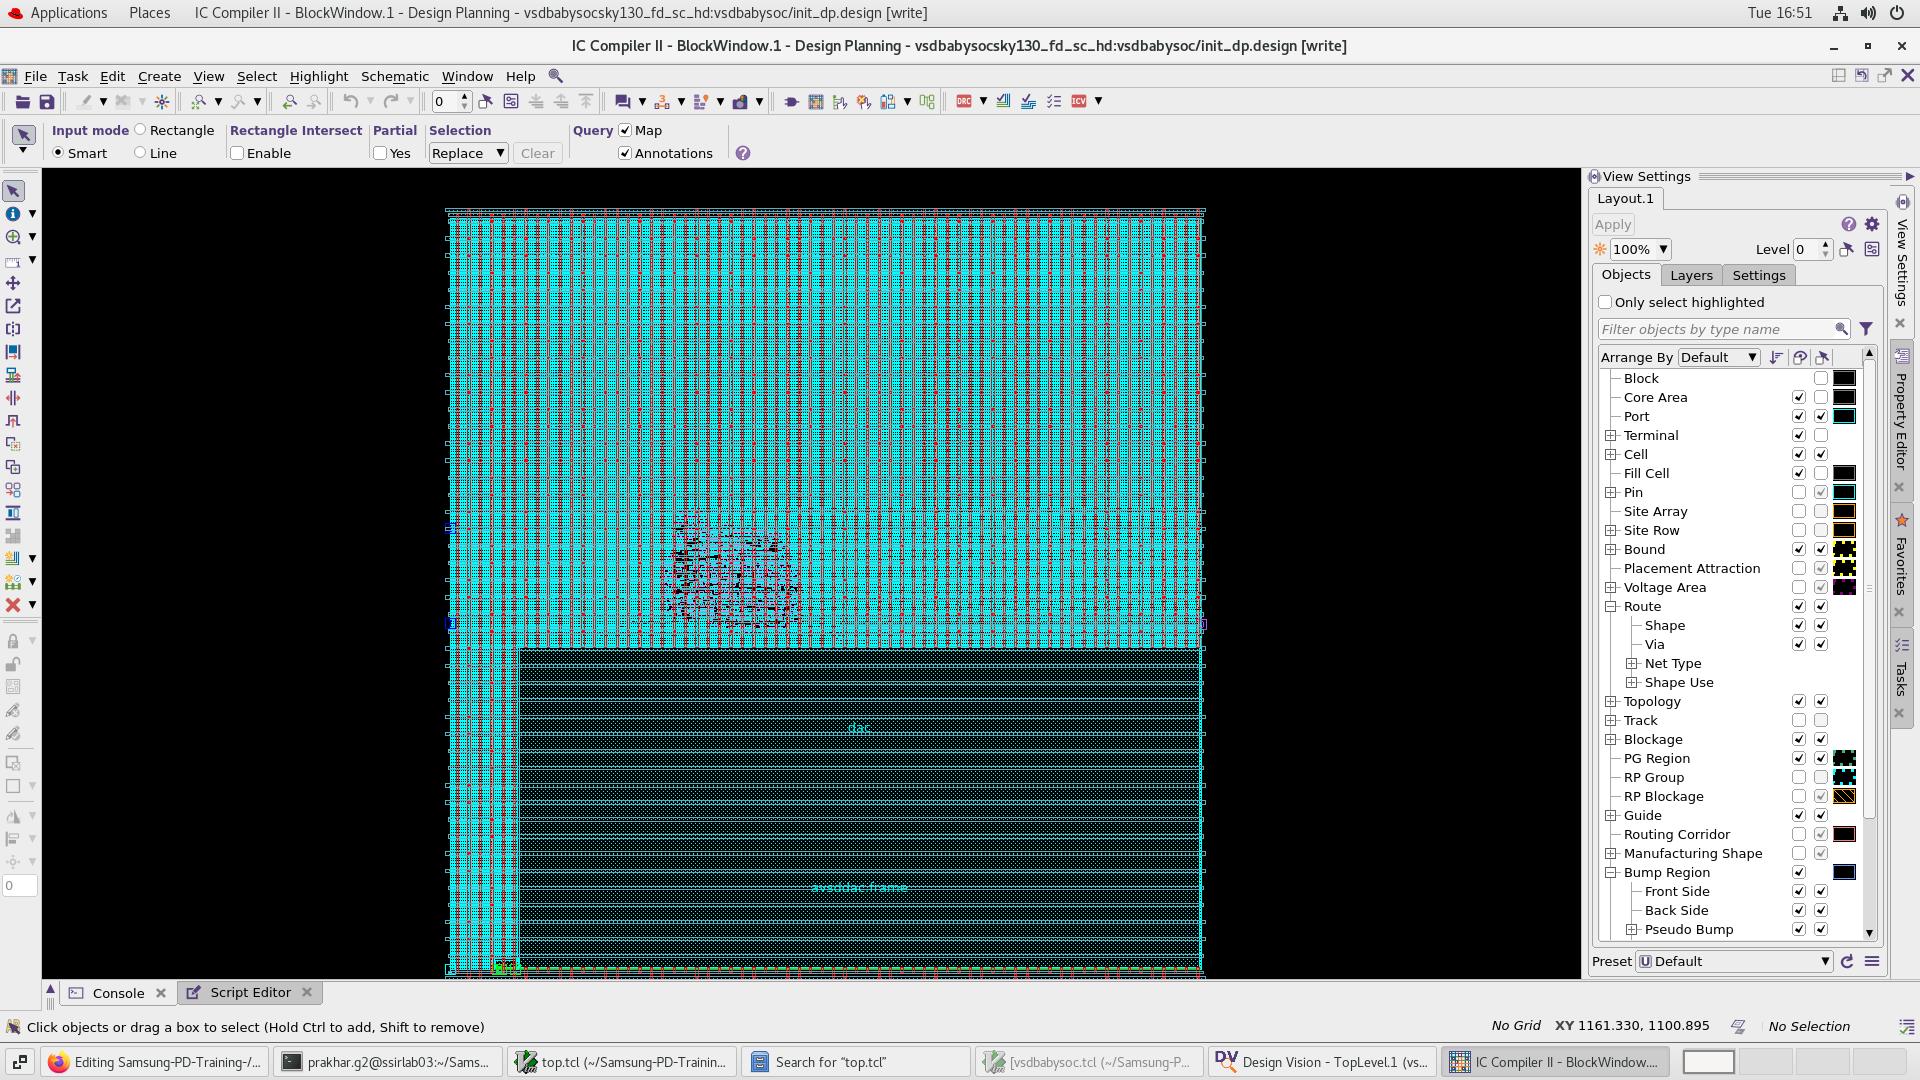 Applications Places IC Compiler II - BlockWindow.1 - Design Planning - vsdbabysocsky130_fd_sc_hd:vsdbabysoc/init_dp.design [write] Tue 16:51
IC Compiler II - BlockWindow.1 - Design Planning - vsdbabysocsky130_fd_sc_hd:vsdbabysoc/init_dp.design [write]
File Task Edit Create View Select Highlight Schematic Window Help
0 DRC ICV
Input mode Rectangle Rectangle Intersect Partial Selection Query Map
Smart Line Enable Yes Replace Clear Annotations
View Settings
Layout.1
Apply
100% Level 0
Objects Layers Settings
Only select highlighted
Filter objects by type name
Arrange By Default
Block
Core Area
Port
Terminal
Cell
Fill Cell
Pin
Site Array
Site Row
Bound
Placement Attraction
Voltage Area
Route
Shape
Via
Net Type
Shape Use
Topology
Track
Blockage
PG Region
RP Group
RP Blockage
Guide
Routing Corridor
Manufacturing Shape
Bump Region
Front Side
Back Side
Pseudo Bump
Preset U Default
View Settings
Property Editor
Favorites
Tasks
dac
avsddac.frame
0
Console Script Editor
Click objects or drag a box to select (Hold Ctrl to add, Shift to remove) No Grid XY 1161.330, 1100.895 No Selection
Editing Samsung-PD-Training-/... prakhar.g2@ssirlab03:~/Sams... top.tcl (~/Samsung-PD-Trainin... Search for “top.tcl” [vsdbabysoc.tcl (~/Samsung-P... Design Vision - TopLevel.1 (vs... IC Compiler II - BlockWindow....